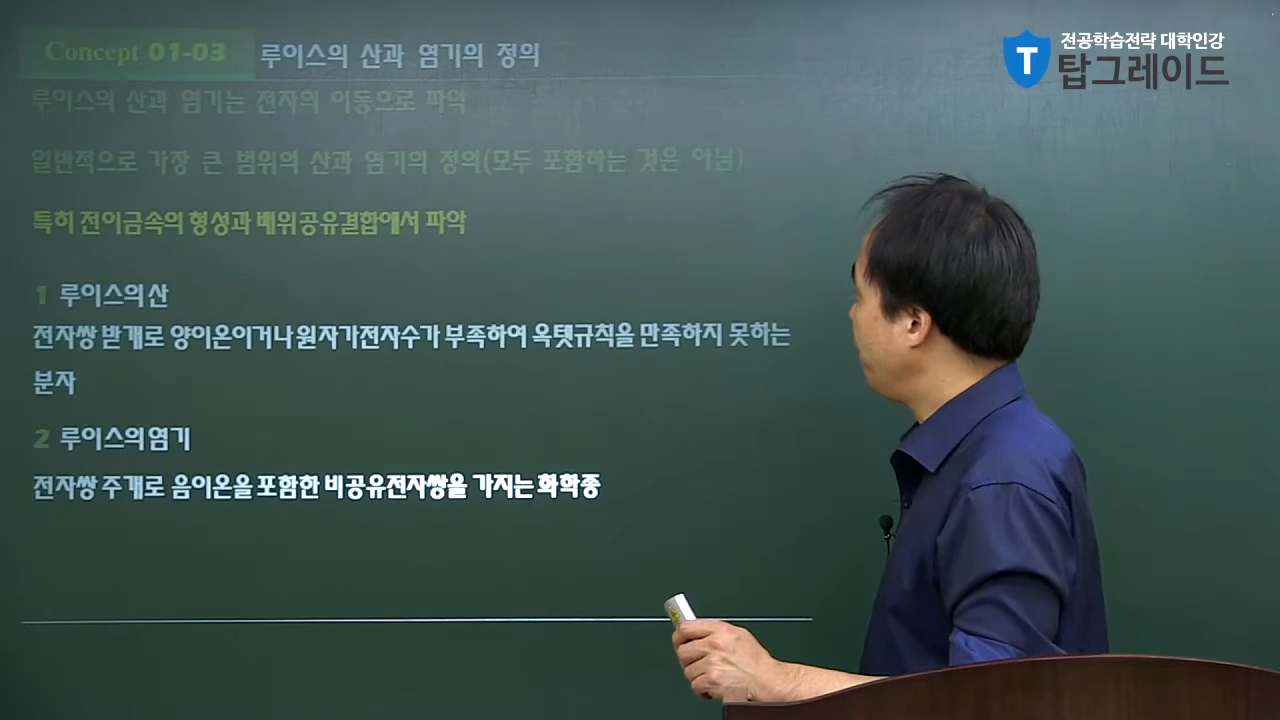 Concept 01-03 루이스의 산과 염기의 정의
루이스의 산과 염기는 전자의 이동으로 파악
일반적으로 가장 큰 범위의 산과 염기의 정의(모두 포함하는 것은 아님)
특히 전이금속의 형성과 배위공유결합에서 파악
1 루이스의 산
전자쌍 받개로 양이온이거나 원자가전자수가 부족하여 옥텟규칙을 만족하지 못하는
분자
2 루이스의 염기
전자쌍 주개로 음이온을 포함한 비공유전자쌍을 가지는 화학종
T
전공학습전략 대학인강
탑그레이드